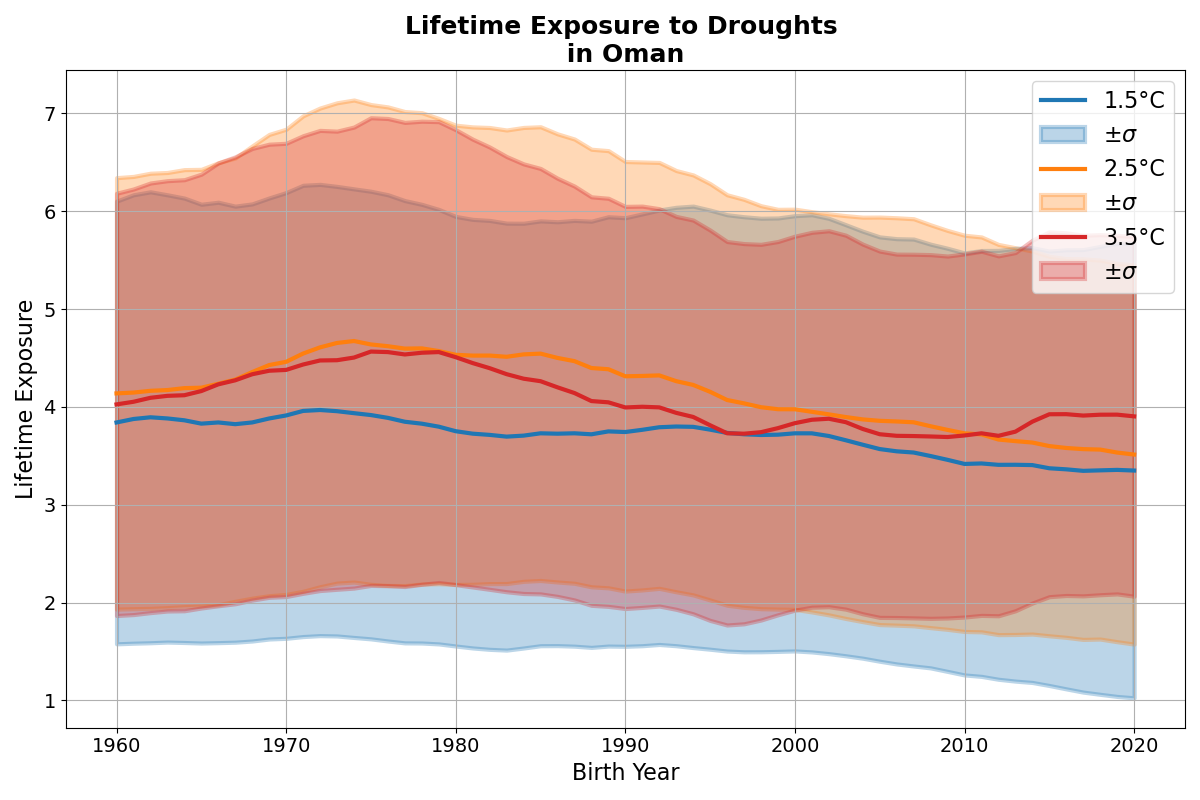 Lifetime Exposure to Droughts
in Oman
Lifetime Exposure
7
6
5
4
3
2
1
1960 1970 1980 1990 2000 2010 2020
Birth Year
1.5°C
±σ
2.5°C
±σ
3.5°C
±σ